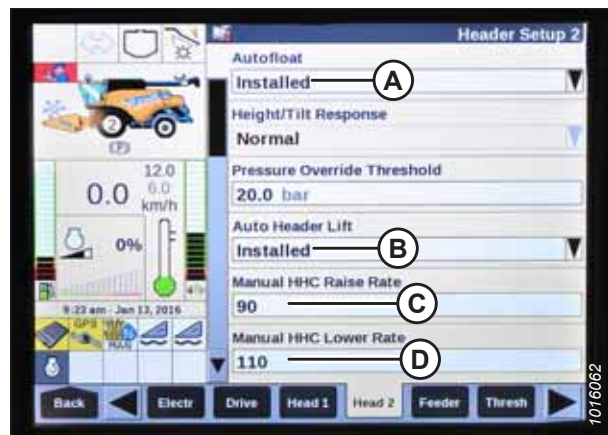 Header Setup 2
Autofloat
Installed
A
Height/Tilt Response
Normal
Pressure Override Threshold
20.0 bar
Auto Header Lift
Installed
B
Manual HHC Raise Rate
90
C
Manual HHC Lower Rate
110
D
2
(P)
12.0
0.0
6.0
km/h
0%
9:23 am - Jan 13, 2016
GPS
MAN
Back
Electr
Drive
Head 1
Head 2
Feeder
Thresh
1016062